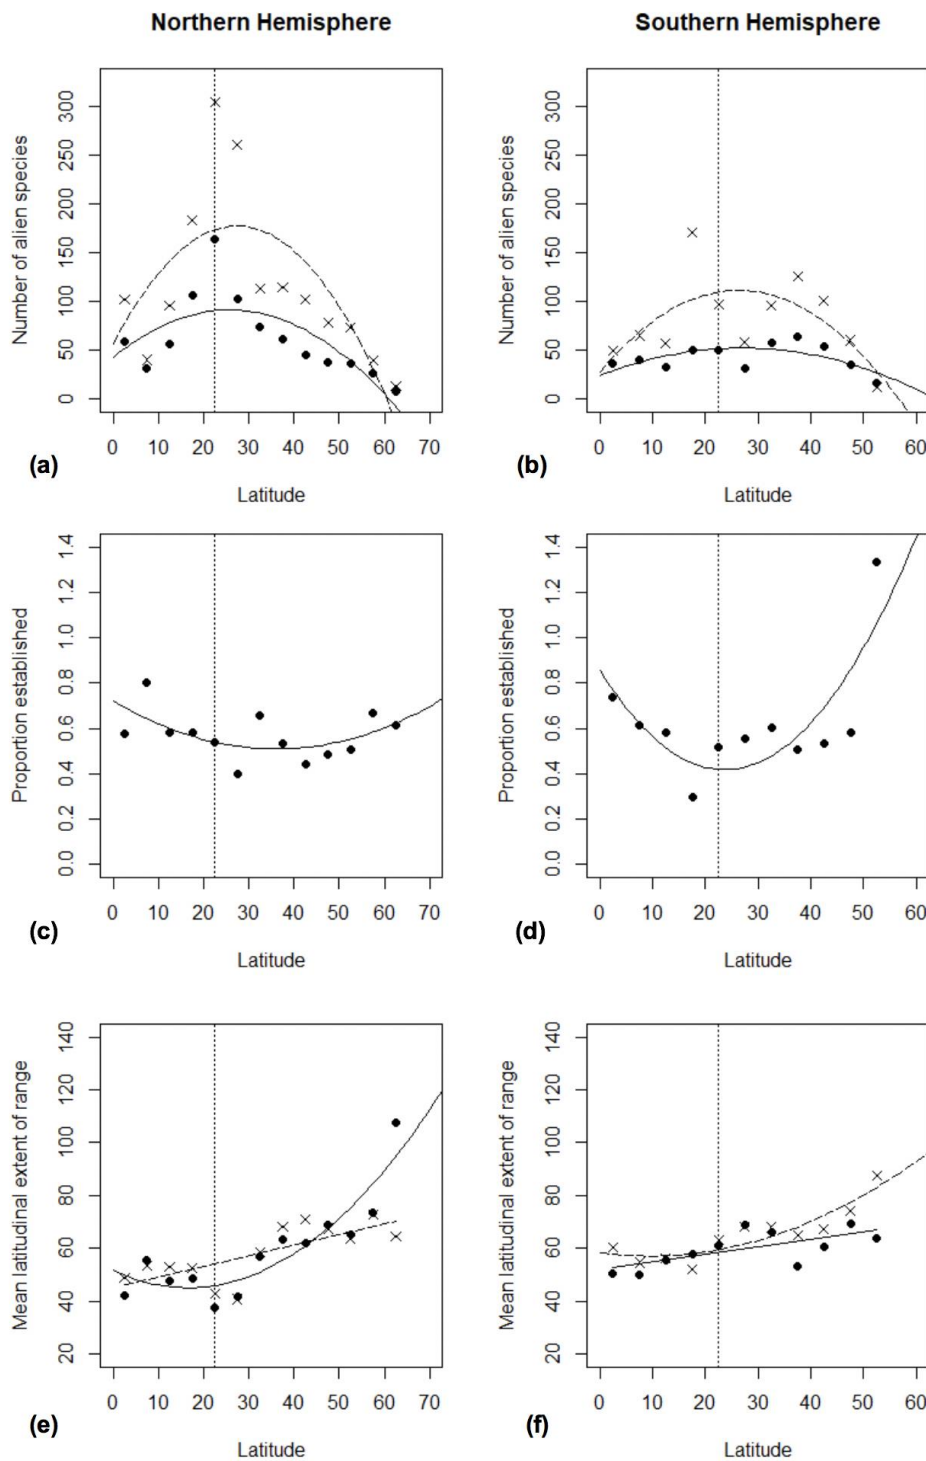 Northern Hemisphere
Southern Hemisphere
Number of alien species
0 50 100 150 200 250 300
0 10 20 30 40 50 60 70
(a)
Latitude
Number of alien species
0 50 100 150 200 250 300
0 10 20 30 40 50 60
(b)
Latitude
Proportion established
0.0 0.2 0.4 0.6 0.8 1.0 1.2 1.4
0 10 20 30 40 50 60 70
(c)
Latitude
Proportion established
0.0 0.2 0.4 0.6 0.8 1.0 1.2 1.4
0 10 20 30 40 50 60
(d)
Latitude
Mean latitudinal extent of range
20 40 60 80 100 120 140
0 10 20 30 40 50 60 70
(e)
Latitude
Mean latitudinal extent of range
20 40 60 80 100 120 140
0 10 20 30 40 50 60
(f)
Latitude